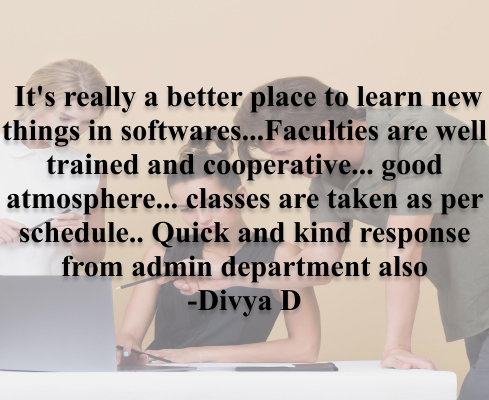 It's really a better place to learn new
things in softwares...Faculties are well
trained and cooperative... good
atmosphere... classes are taken as per
schedule.. Quick and kind response
from admin department also
-Divya D